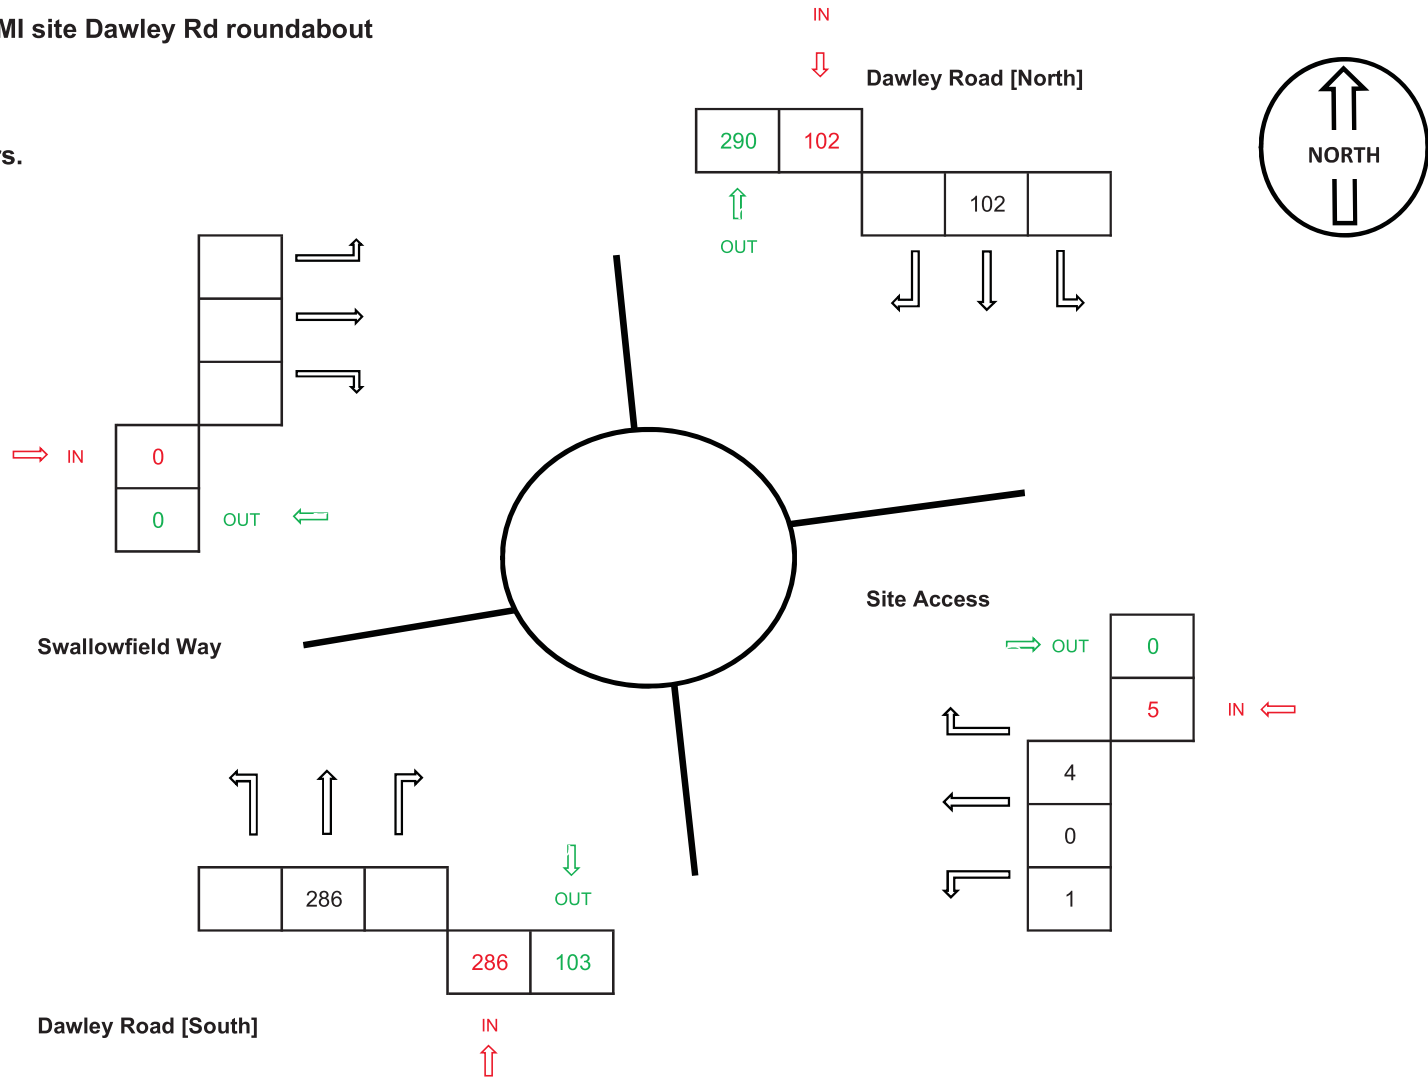 MI site Dawley Rd roundabout
IN
Dawley Road [North]
290 102
NORTH
rs.
102
OUT
IN 0
0 OUT
Site Access
Swallowfield Way
OUT 0
5 IN
4
0
1
286
OUT
286 103
Dawley Road [South]
IN